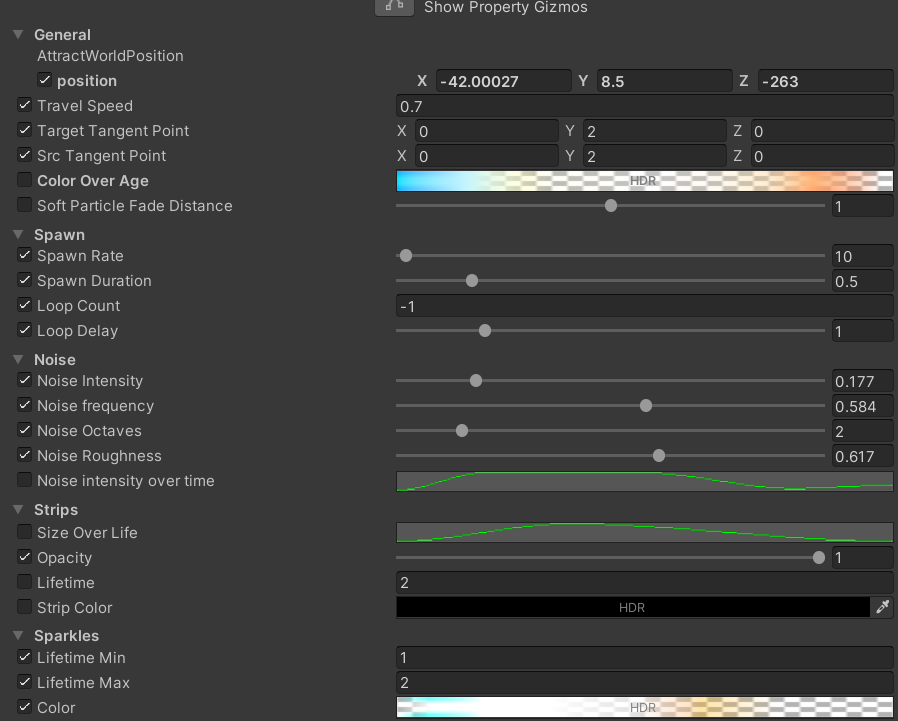 Show Property Gizmos
General
AttractWorldPosition
position X -42.00027 Y 8.5 Z -263
Travel Speed 0.7
Target Tangent Point X 0 Y 2 Z 0
Src Tangent Point X 0 Y 2 Z 0
Color Over Age HDR
Soft Particle Fade Distance 1
Spawn
Spawn Rate 10
Spawn Duration 0.5
Loop Count -1
Loop Delay 1
Noise
Noise Intensity 0.177
Noise frequency 0.584
Noise Octaves 2
Noise Roughness 0.617
Noise intensity over time
Strips
Size Over Life
Opacity 1
Lifetime 2
Strip Color HDR
Sparkles
Lifetime Min 1
Lifetime Max 2
Color HDR